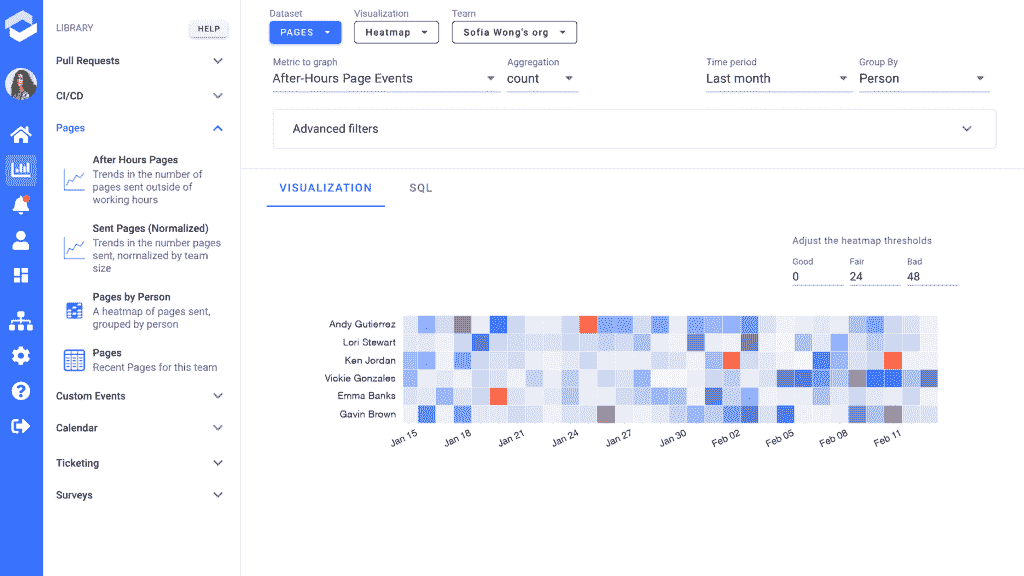 LIBRARY
HELP
Pull Requests
CI/CD
Pages
After Hours Pages
Trends in the number of
pages sent outside of
working hours
Sent Pages (Normalized)
Trends in the number pages
sent, normalized by team
size
Pages by Person
A heatmap of pages sent,
grouped by person
Pages
Recent Pages for this team
Custom Events
Calendar
Ticketing
Surveys
Dataset
PAGES
Visualization
Heatmap
Team
Sofia Wong's org
Metric to graph
After-Hours Page Events
Aggregation
count
Time period
Last month
Group By
Person
Advanced filters
VISUALIZATION
SQL
Adjust the heatmap thresholds
Good
0
Fair
24
Bad
48
Andy Gutierrez
Lori Stewart
Ken Jordan
Vickie Gonzales
Emma Banks
Gavin Brown
Jan 15
Jan 18
Jan 21
Jan 24
Jan 27
Jan 30
Feb 02
Feb 05
Feb 08
Feb 11